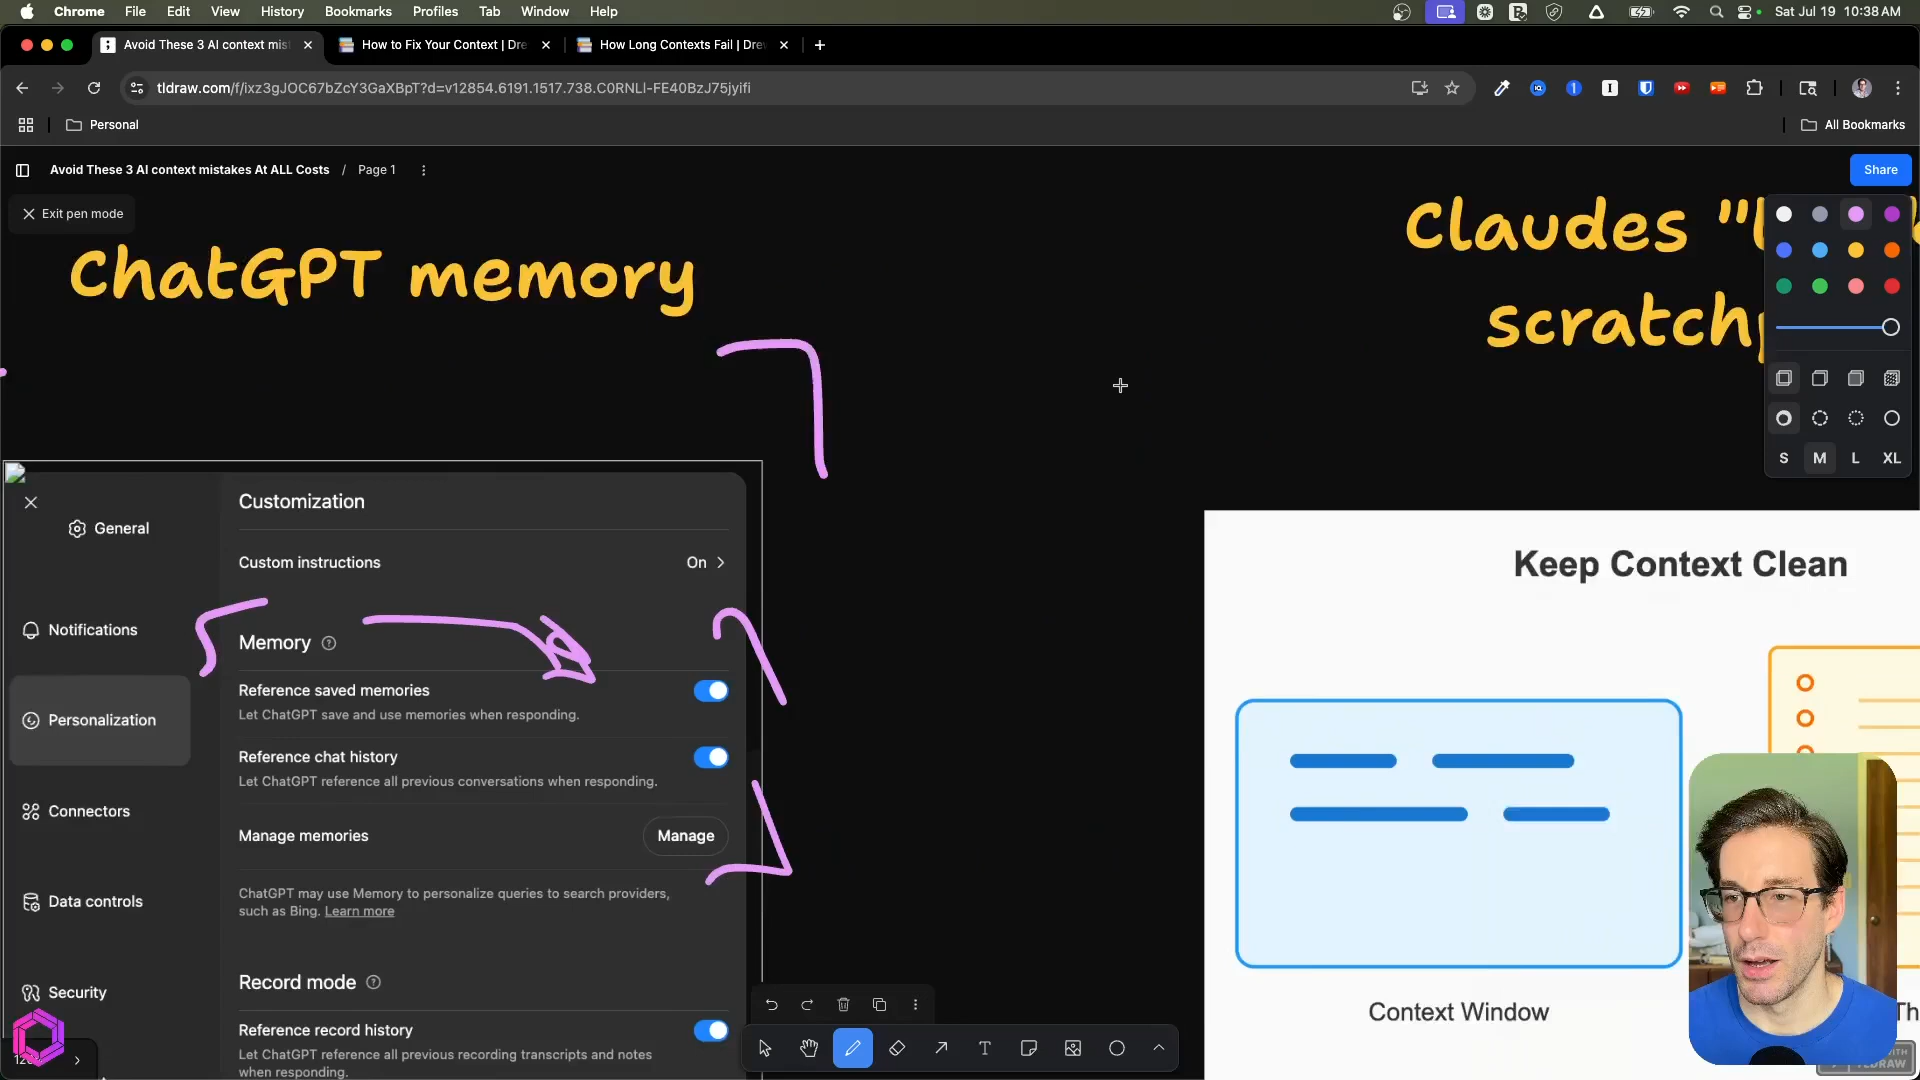 Chrome File Edit View History Bookmarks Profiles Tab Window Help Sat Jul 19 10:38 AM
Avoid These 3 AI context mis How to Fix Your Context | Dre How Long Contexts Fail | Drew
tldraw.com/f/ixz3gJOC67bZcY3GaXBpT?d=v12854.6191.1517.738.C0RNLI-FE40BzJ75jyifi
Personal All Bookmarks
Avoid These 3 AI context mistakes At ALL Costs / Page 1 Share
Exit pen mode
ChatGPT memory
Claudes
S M L XL
Customization
General
Custom instructions On
Notifications
Memory
Reference saved memories
Let ChatGPT save and use memories when responding.
Personalization
Reference chat history
Let ChatGPT reference all previous conversations when responding.
Connectors
Manage memories Manage
ChatGPT may use Memory to personalize queries to search providers,
such as Bing. Learn more
Data controls
Record mode
Security
Reference record history
Let ChatGPT reference all previous recording transcripts and notes
when responding.
Keep Context Clean
Context Window